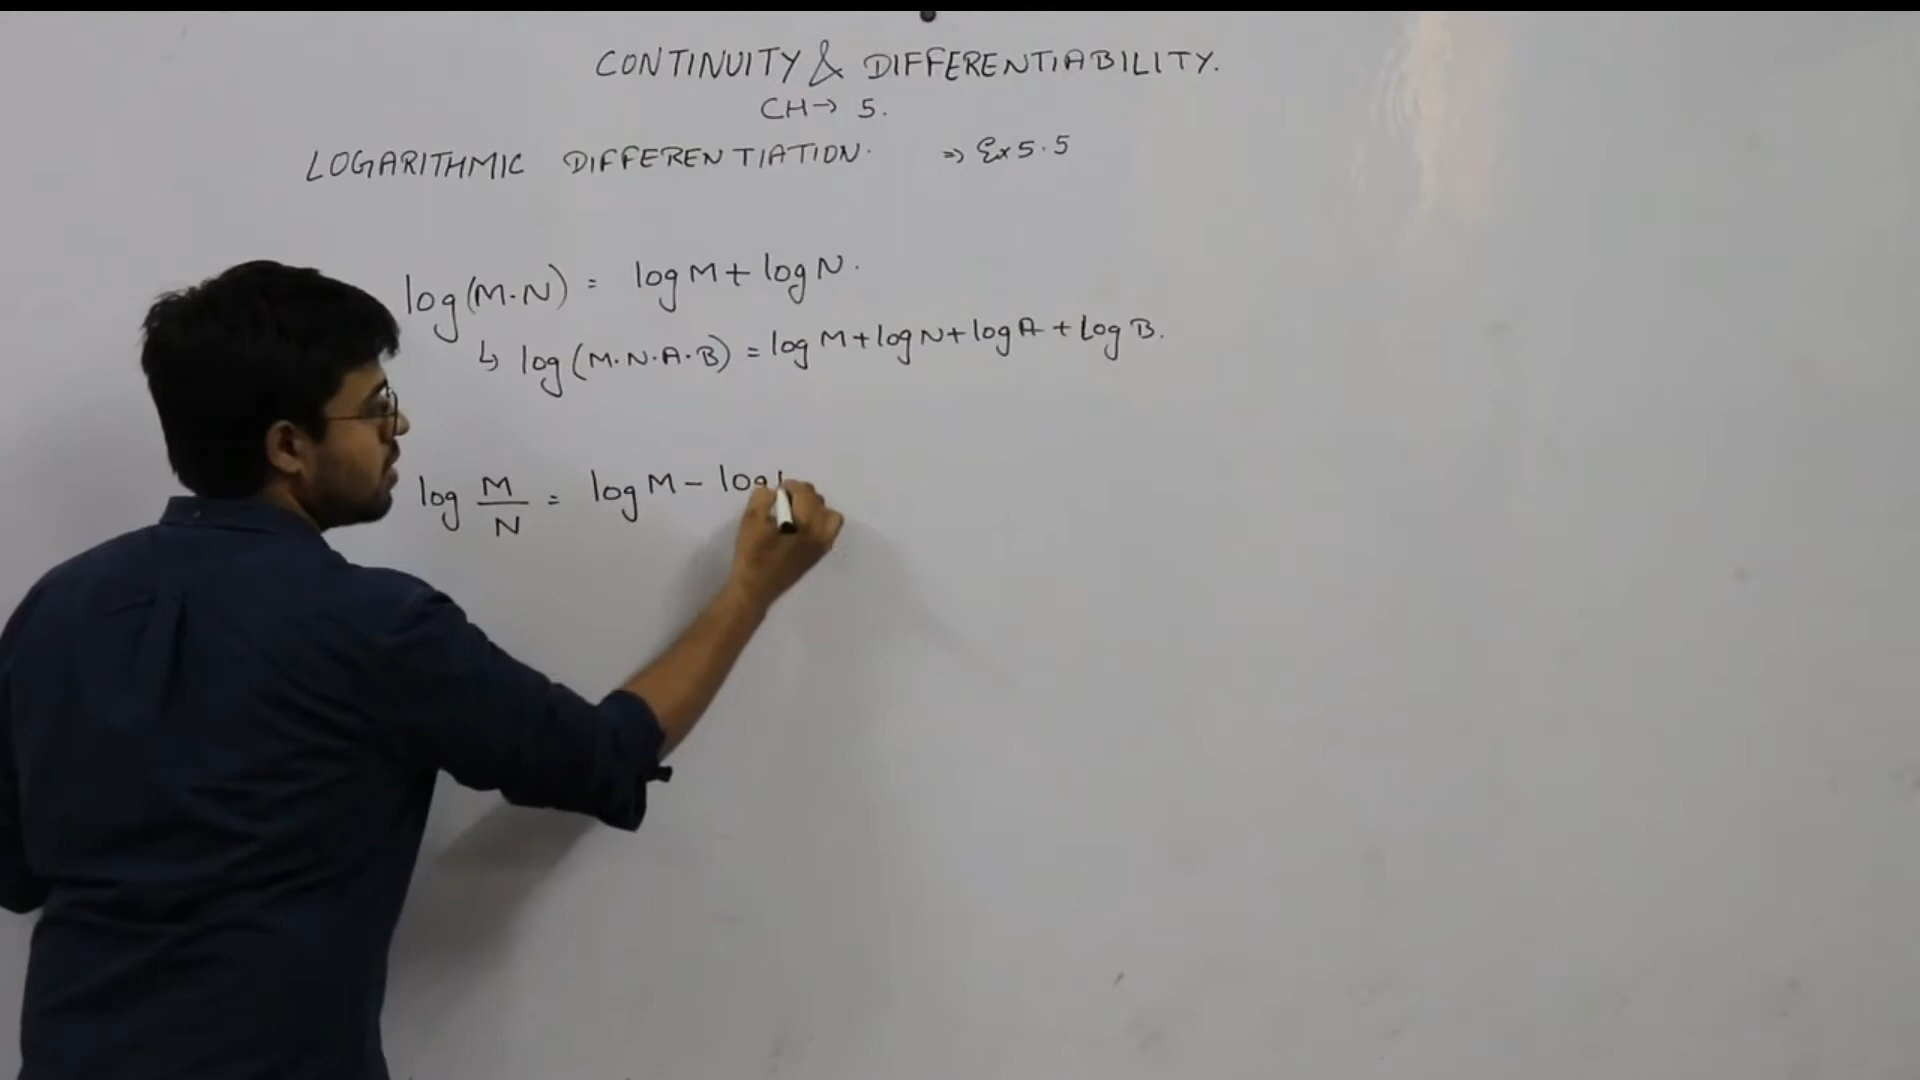 CONTINUITY & DIFFERENTIABILITY.
CH→ 5.
LOGARITHMIC DIFFERENTIATION. ⇒ Ex 5.5
log(M.N) = log M + log N.
↳ log(M.N.A.B) = log M + log N + log A + log B.
log M/N = log M - log